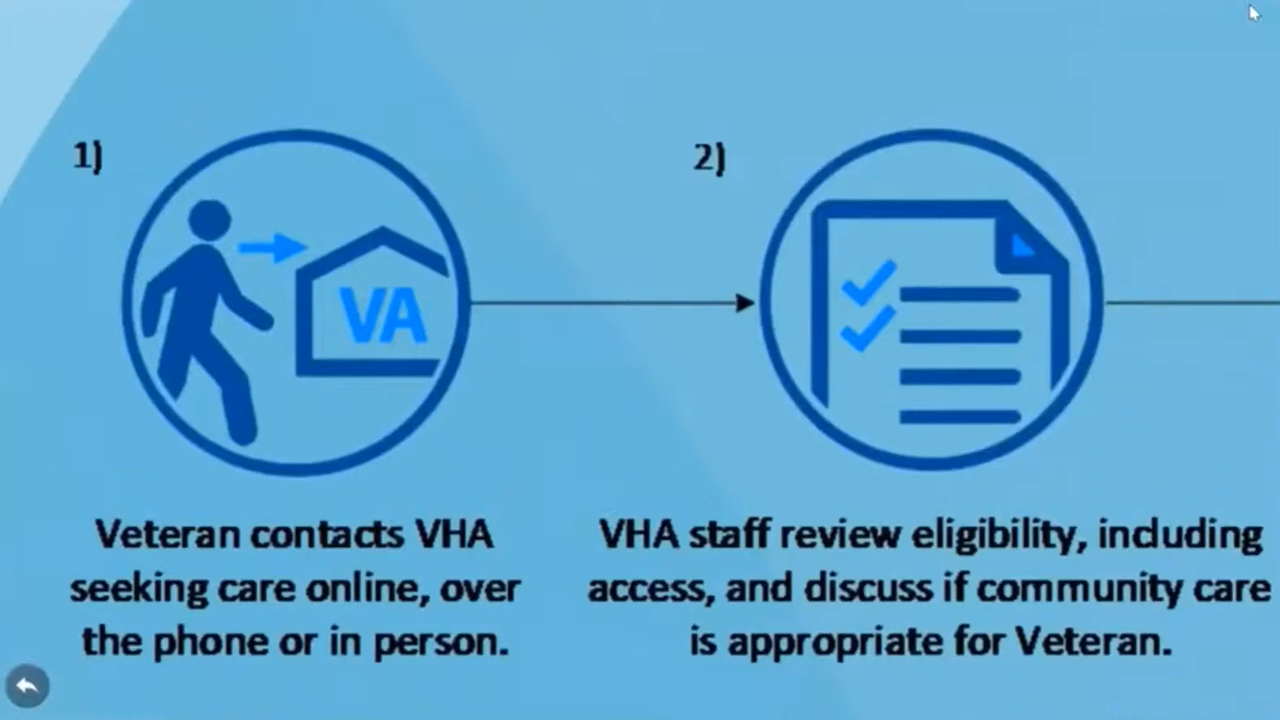 1)
VA
Veteran contacts VHA
seeking care online, over
the phone or in person.
2)
VHA staff review eligibility, including
access, and discuss if community care
is appropriate for Veteran.